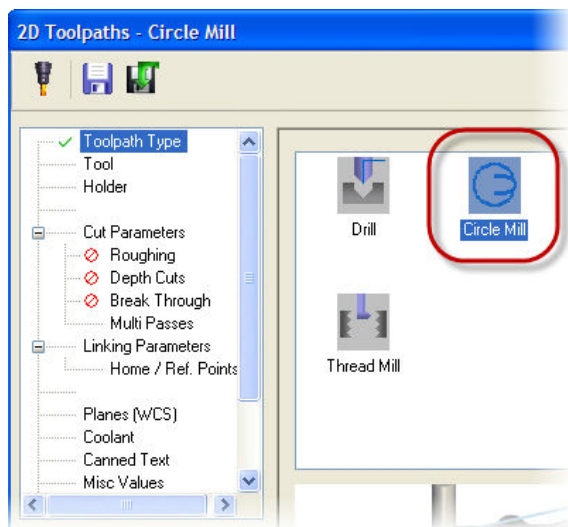 2D Toolpaths - Circle Mill
Toolpath Type
Tool
Holder
Cut Parameters
Roughing
Depth Cuts
Break Through
Multi Passes
Linking Parameters
Home / Ref. Points
Planes (WCS)
Coolant
Canned Text
Misc Values
Drill
Circle Mill
Thread Mill